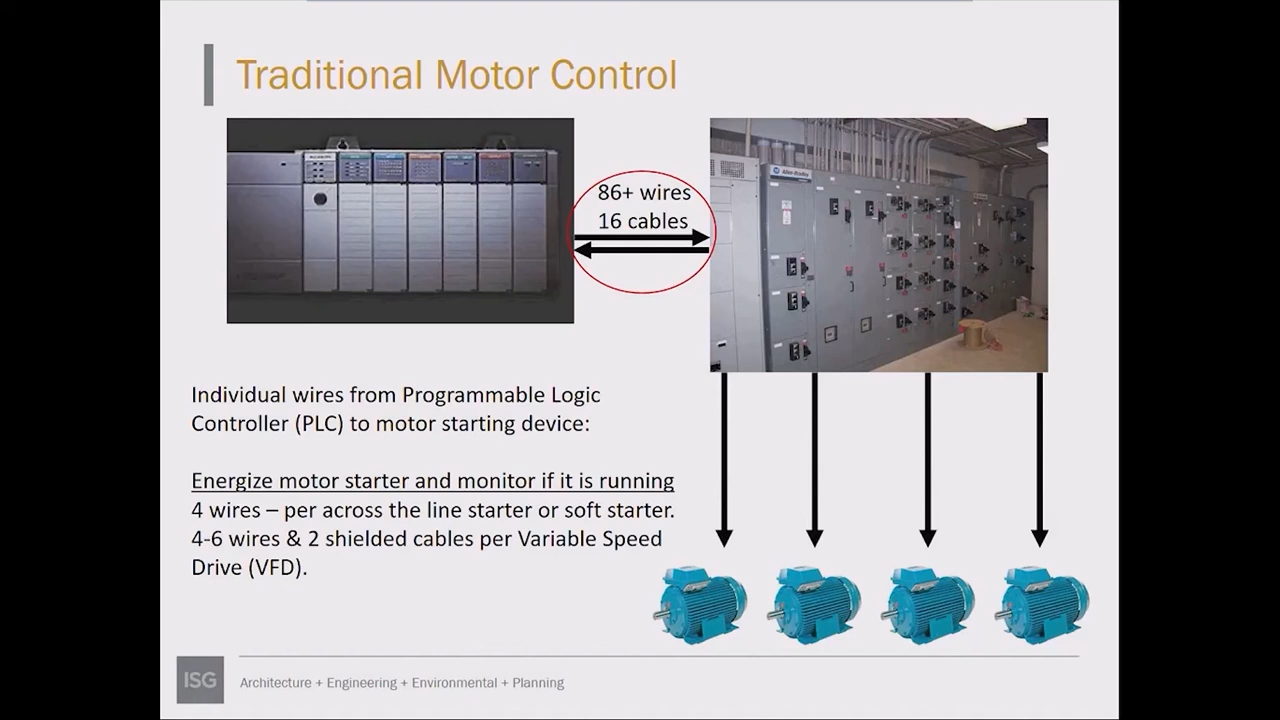 Traditional Motor Control
86+ wires
16 cables
Allen-Bradley
Individual wires from Programmable Logic
Controller (PLC) to motor starting device:
Energize motor starter and monitor if it is running
4 wires – per across the line starter or soft starter.
4-6 wires & 2 shielded cables per Variable Speed
Drive (VFD).
ISG
Architecture + Engineering + Environmental + Planning